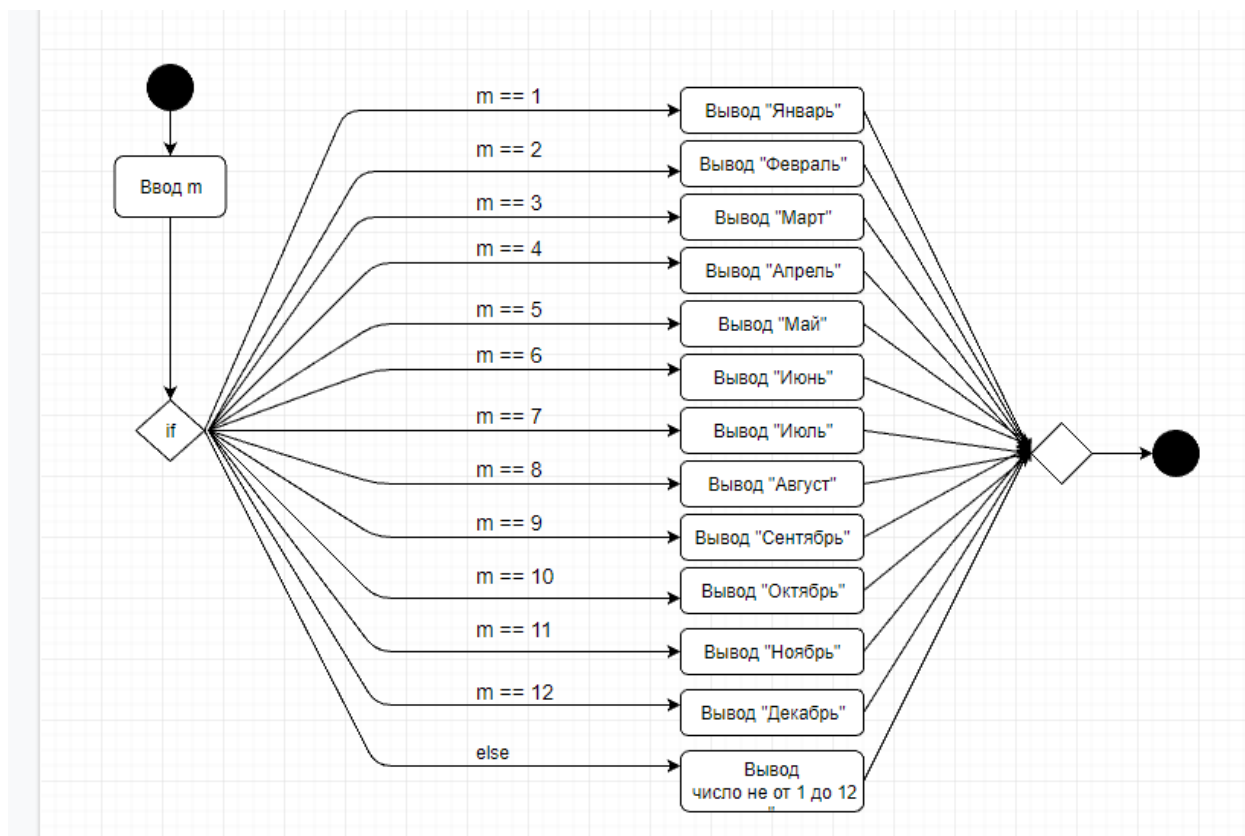 m == 1
Вывод "Январь"
Ввод m
m == 2
Вывод "Февраль"
m == 3
Вывод "Март"
m == 4
Вывод "Апрель"
m == 5
Вывод "Май"
m == 6
Вывод "Июнь"
if
m == 7
Вывод "Июль"
m == 8
Вывод "Август"
m == 9
Вывод "Сентябрь"
m == 10
Вывод "Октябрь"
m == 11
Вывод "Ноябрь"
m == 12
Вывод "Декабрь"
else
Вывод
число не от 1 до 12
"